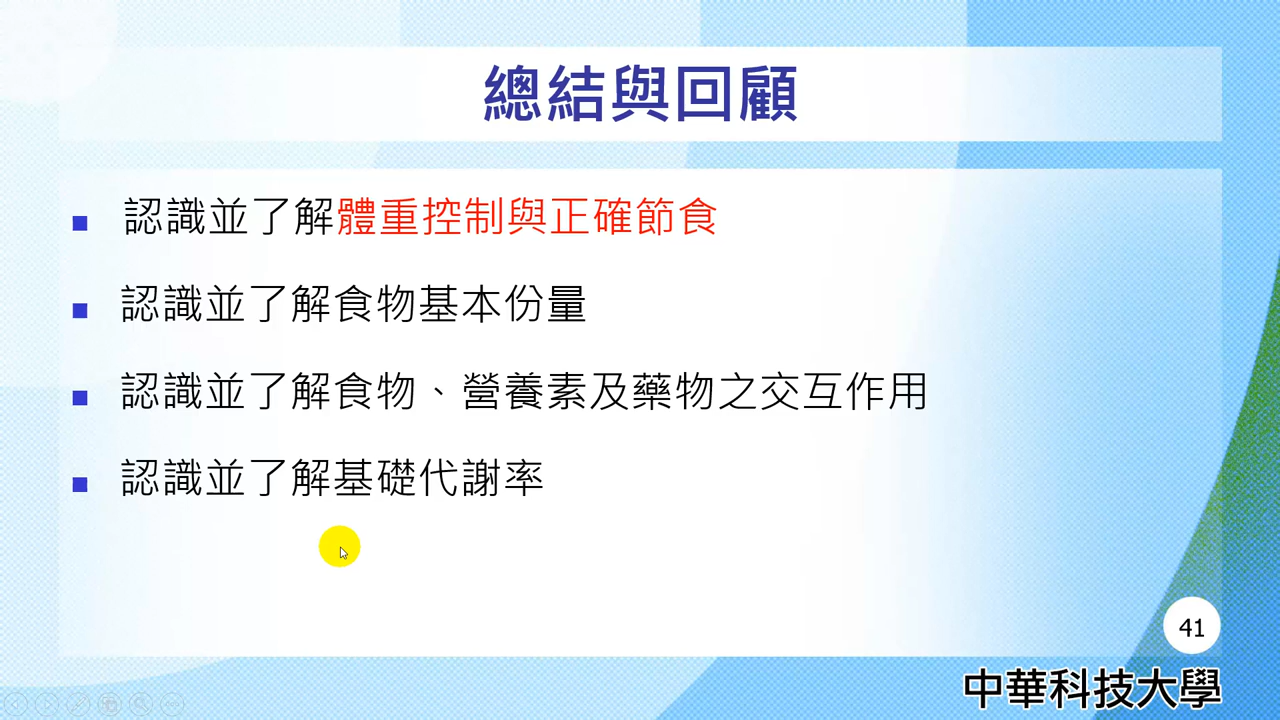 總結與回顧
認識並了解體重控制與正確節食
認識並了解食物基本份量
認識並了解食物、營養素及藥物之交互作用
認識並了解基礎代謝率
41
中華科技大學